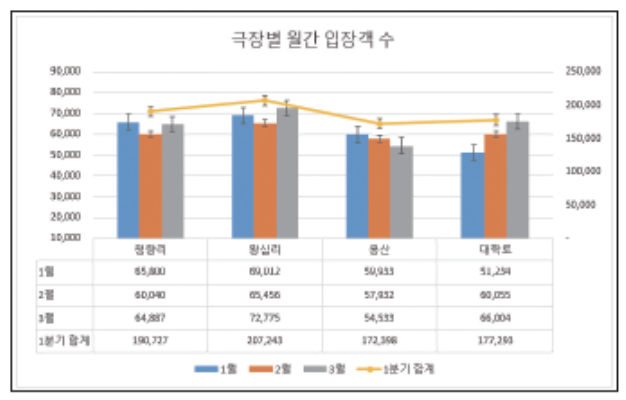 극장별 월간 입장객 수
90,000
80,000
70,000
60,000
50,000
40,000
30,000
20,000
10,000
250,000
200,000
150,000
100,000
50,000
-
청량리 왕십리 용산 대학로
1월 65,800 69,012 59,933 51,234
2월 60,040 65,456 57,932 60,055
3월 64,887 72,775 54,533 66,004
1분기 합계 190,727 207,243 172,398 177,293
1월 2월 3월 1분기 합계